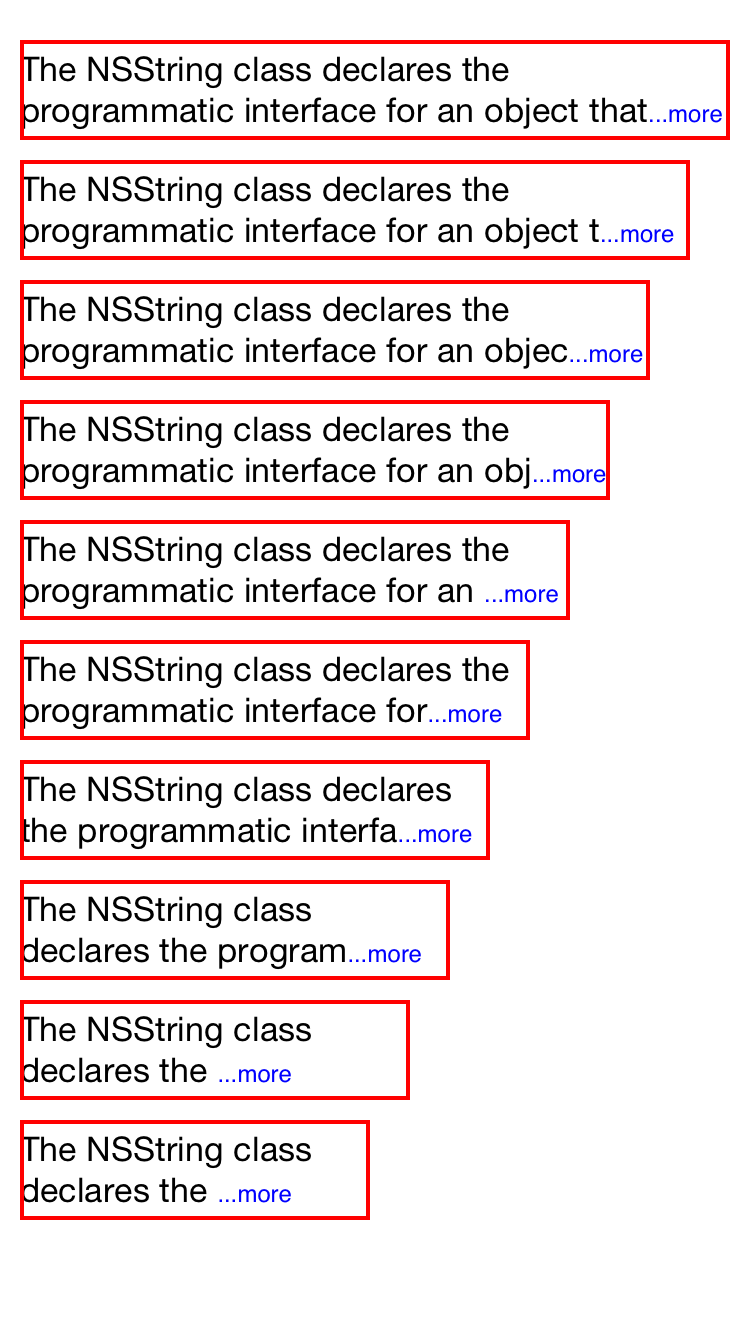 The NSString class declares the
programmatic interface for an object that...more
The NSString class declares the
programmatic interface for an object t...more
The NSString class declares the
programmatic interface for an objec...more
The NSString class declares the
programmatic interface for an obj...more
The NSString class declares the
programmatic interface for an ...more
The NSString class declares the
programmatic interface for...more
The NSString class declares
the programmatic interfa...more
The NSString class
declares the program...more
The NSString class
declares the ...more
The NSString class
declares the ...more